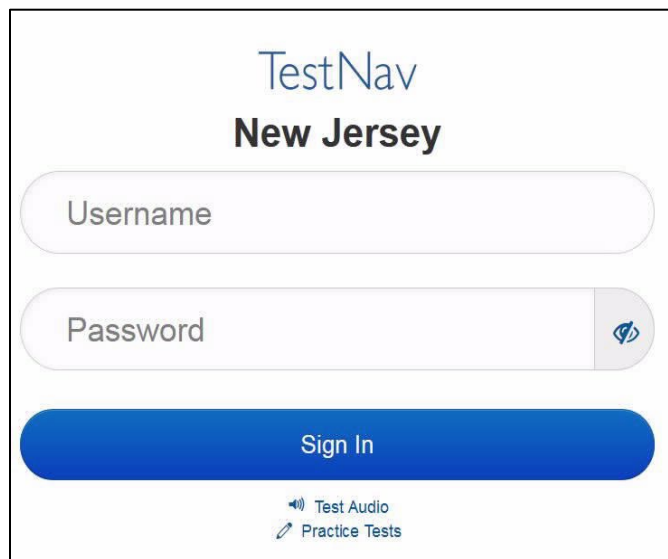 TestNav
New Jersey
Username
Password
Sign In
Test Audio
Practice Tests